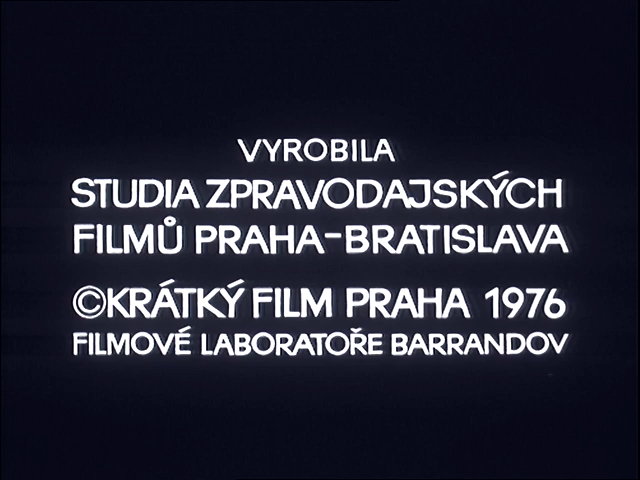 VYROBILA
STUDIA ZPRAVODAJSKÝCH
FILMŮ PRAHA-BRATISLAVA
©KRÁTKÝ FILM PRAHA 1976
FILMOVÉ LABORATOŘE BARRANDOV